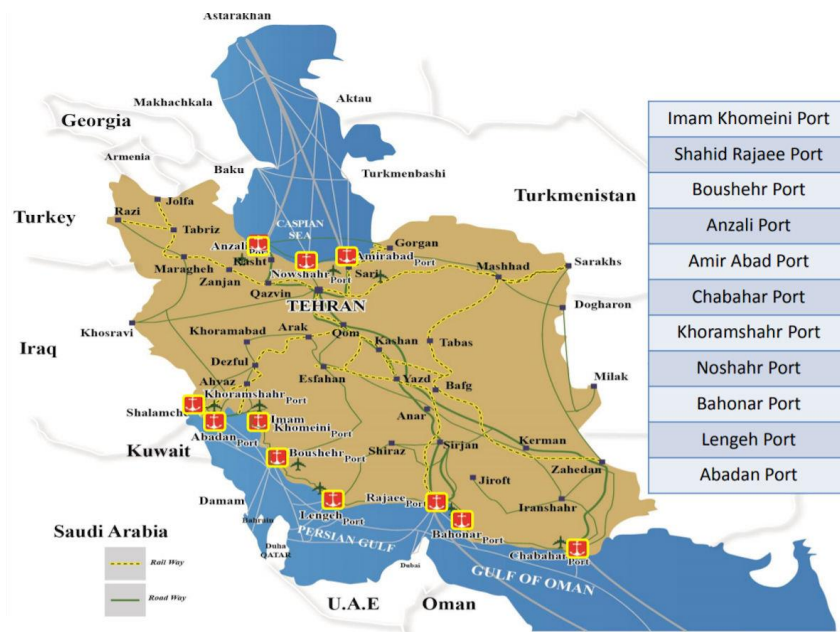 Astarakhan
Makhachkala
Aktau
Georgia
Armenia
Baku
Turkmenbashi
Turkmenistan
Turkey
Razi
Jolfa
Tabriz
CASPIAN
SEA
Anzali Port
Rasht
Nowshahr Port
Amirabad Port
Gorgan
Sari
Maragheh
Zanjan
Qazvin
TEHRAN
Mashhad
Sarakhs
Dogharon
Khosravi
Khoramabad
Arak
Qom
Kashan
Tabas
Iraq
Dezful
Ahvaz
Esfahan
Yazd
Bafg
Milak
Khoramshahr Port
Shalamche
Abadan Port
Imam
Khomeini Port
Anar
Kuwait
Boushehr Port
Shiraz
Sirjan
Kerman
Zahedan
Damam
Jiroft
Iranshahr
Lengeh Port
Rajaee Port
Bahonar Port
Chabahat
Port
Bahrain
PERSIAN GULF
Duha
QATAR
Dubai
GULF OF OMAN
Saudi Arabia
Rail Way
Road Way
U.A.E
Oman
Imam Khomeini Port
Shahid Rajaee Port
Boushehr Port
Anzali Port
Amir Abad Port
Chabahar Port
Khoramshahr Port
Noshahr Port
Bahonar Port
Lengeh Port
Abadan Port